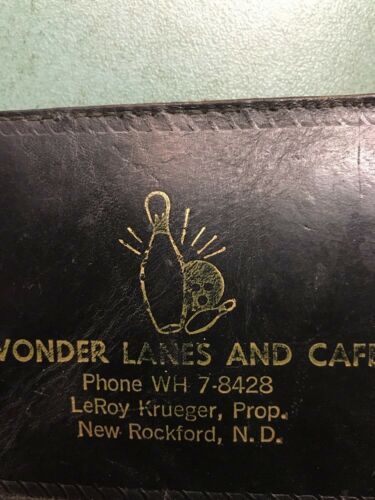 WONDER LANES AND CAFE
Phone WH 7-8428
LeRoy Krueger, Prop.
New Rockford, N. D.